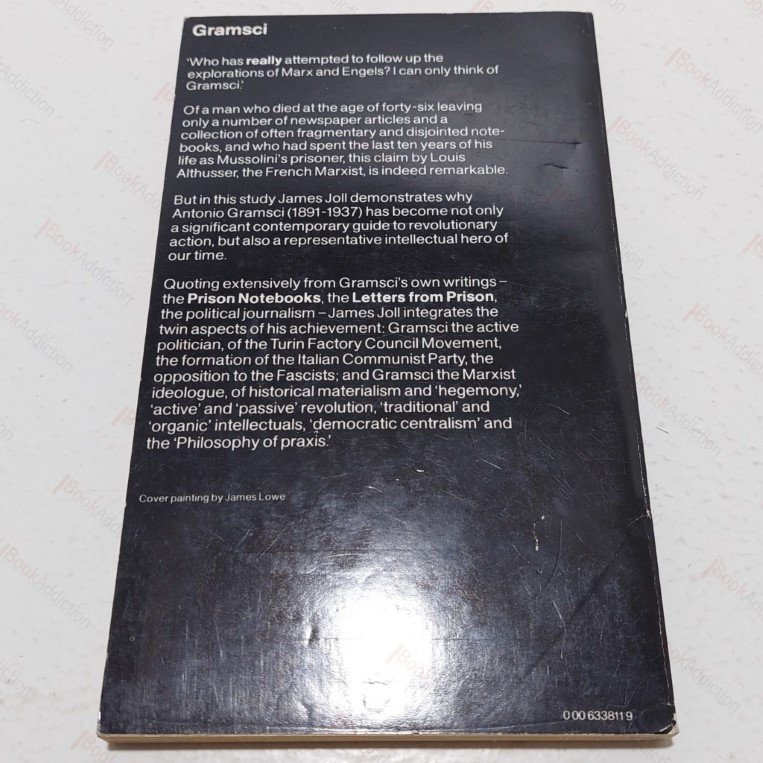 Gramsci
'Who has really attempted to follow up the
explorations of Marx and Engels? I can only think of
Gramsci.'
Of a man who died at the age of forty-six leaving
only a number of newspaper articles and a
collection of often fragmentary and disjointed note-
books, and who had spent the last ten years of his
life as Mussolini's prisoner, this claim by Louis
Althusser, the French Marxist, is indeed remarkable.
But in this study James Joll demonstrates why
Antonio Gramsci (1891-1937) has become not only
a significant contemporary guide to revolutionary
action, but also a representative intellectual hero of
our time.
Quoting extensively from Gramsci's own writings –
the Prison Notebooks, the Letters from Prison,
the political journalism – James Joll integrates the
twin aspects of his achievement: Gramsci the active
politician, of the Turin Factory Council Movement,
the formation of the Italian Communist Party, the
opposition to the Fascists; and Gramsci the Marxist
ideologue, of historical materialism and 'hegemony,'
'active' and 'passive' revolution, 'traditional' and
'organic' intellectuals, 'democratic centralism' and
the 'Philosophy of praxis.'
Cover painting by James Lowe
0 00 633811 9
BookAddiction